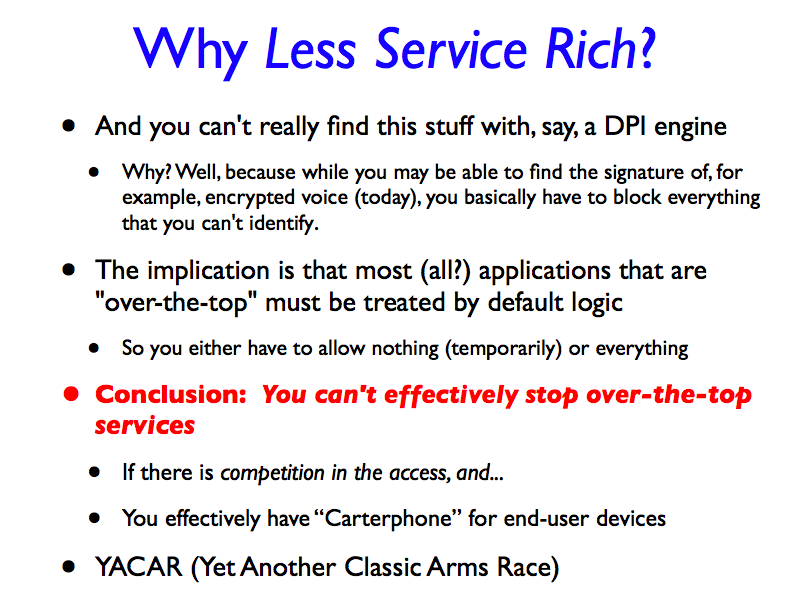 Why Less Service Rich?
• And you can't really find this stuff with, say, a DPI engine
• Why? Well, because while you may be able to find the signature of, for
example, encrypted voice (today), you basically have to block everything
that you can't identify.
• The implication is that most (all?) applications that are
"over-the-top" must be treated by default logic
• So you either have to allow nothing (temporarily) or everything
• Conclusion: You can't effectively stop over-the-top
services
• If there is competition in the access, and...
• You effectively have “Carterphone” for end-user devices
• YACAR (Yet Another Classic Arms Race)